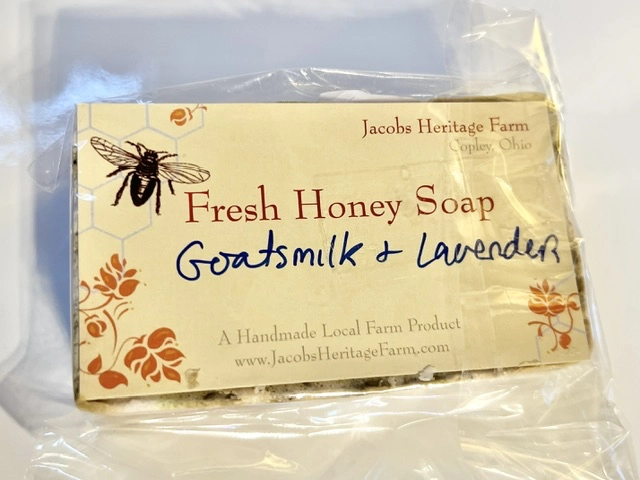 Jacobs Heritage Farm
Copley, Ohio
Fresh Honey Soap
Goatsmilk + Lavender
A Handmade Local Farm Product
www.JacobsHeritageFarm.com